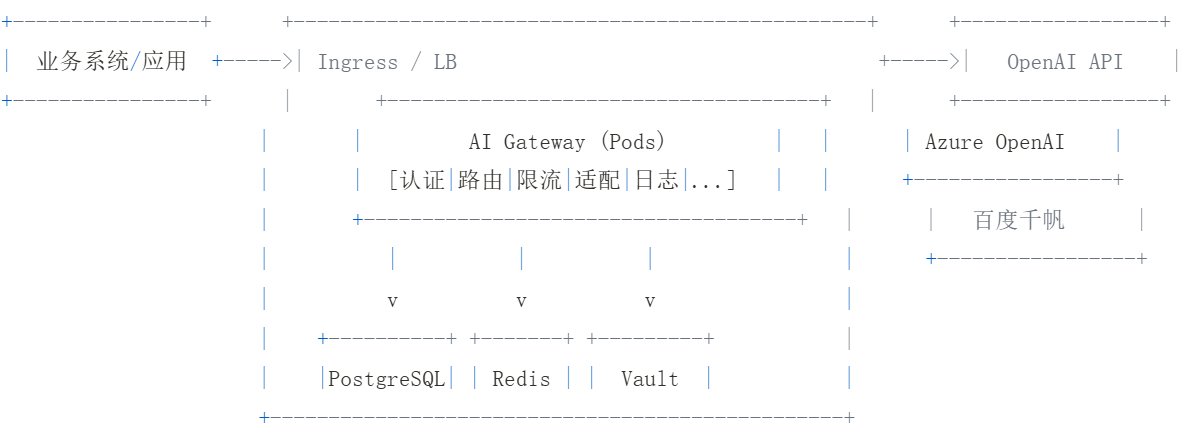 业务系统/应用 Ingress / LB OpenAI API
AI Gateway (Pods) Azure OpenAI
[认证|路由|限流|适配|日志|...]
百度千帆
v v v
PostgreSQL Redis Vault